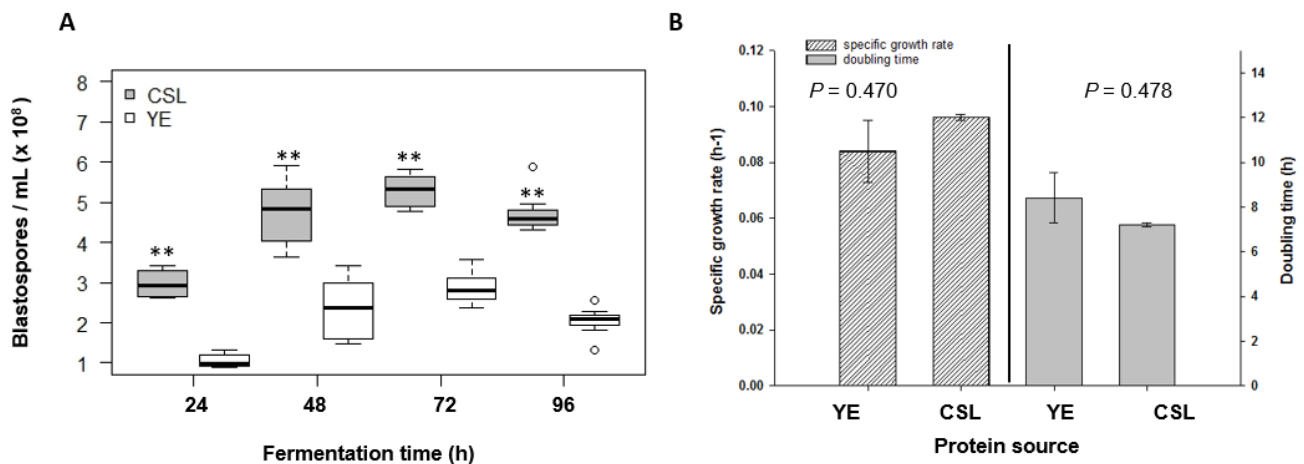 A
Blastospores / mL (x 10⁸)
8
7
6
5
4
3
2
1
CSL
YE
**
**
**
**
24 48 72 96
Fermentation time (h)
B
specific growth rate
doubling time
P = 0.470
P = 0.478
Specific growth rate (h-1)
0.12
0.10
0.08
0.06
0.04
0.02
0.00
Doubling time (h)
14
12
10
8
6
4
2
0
YE CSL YE CSL
Protein source